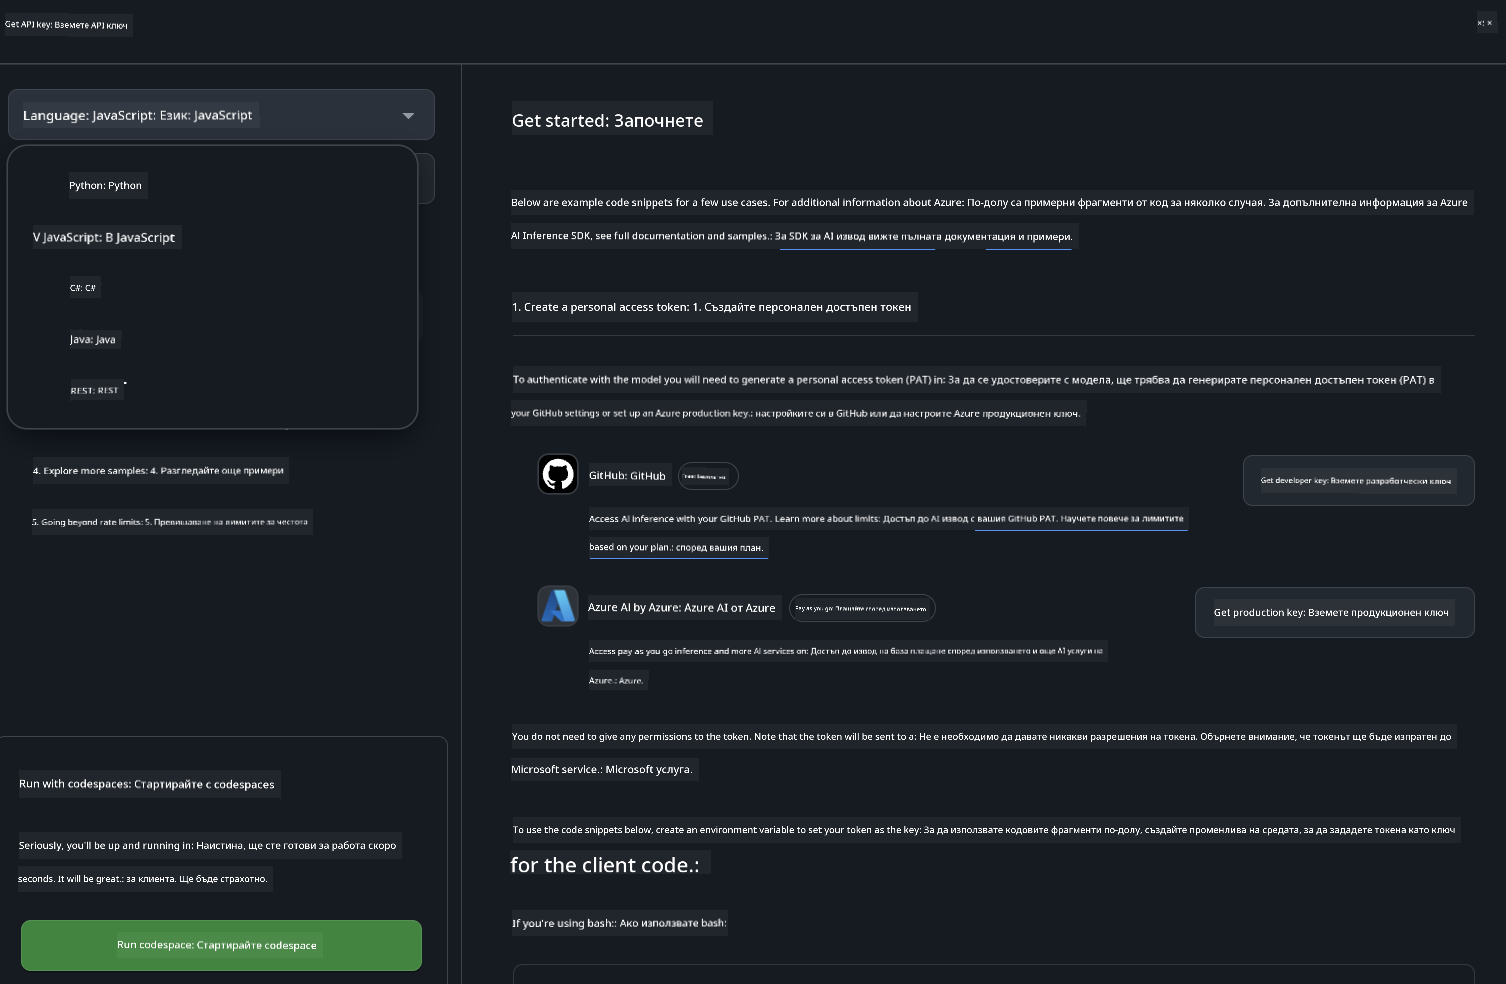 Get API key: Вземете API ключ
×: ×
Language: JavaScript: Език: JavaScript
Python: Python
V JavaScript: В JavaScript
C#: C#
Java: Java
REST: REST
4. Explore more samples: 4. Разгледайте още примери
5. Going beyond rate limits: 5. Превишаване на лимитите за честота
Run with codespaces: Стартирайте с codespaces
Seriously, you'll be up and running in: Наистина, ще сте готови за работа скоро
seconds. It will be great.: за клиента. Ще бъде страхотно.
Run codespace: Стартирайте codespace
Get started: Започнете
Below are example code snippets for a few use cases. For additional information about Azure: По-долу са примерни фрагменти от код за няколко случая. За допълнителна информация за Azure
AI Inference SDK, see full documentation and samples.: За SDK за AI извод вижте пълната документация и примери.
1. Create a personal access token: 1. Създайте персонален достъпен токен
To authenticate with the model you will need to generate a personal access token (PAT) in: За да се удостоверите с модела, ще трябва да генерирате персонален достъпен токен (PAT) в
your GitHub settings or set up an Azure production key.: настройките си в GitHub или да настроите Azure продукционен ключ.
GitHub: GitHub
Get developer key: Вземете разработчески ключ
Access AI inference with your GitHub PAT. Learn more about limits: Достъп до AI извод с вашия GitHub PAT. Научете повече за лимитите
based on your plan.: според вашия план.
Azure AI by Azure: Azure AI от Azure
Pay as you go: Плащайте според използването
Get production key: Вземете продукционен ключ
Access pay as you go inference and more AI services on: Достъп до извод на база плащане според използването и още AI услуги на
Azure.: Azure.
You do not need to give any permissions to the token. Note that the token will be sent to a: Не е необходимо да давате никакви разрешения на токена. Обърнете внимание, че токенът ще бъде изпратен до
Microsoft service.: Microsoft услуга.
To use the code snippets below, create an environment variable to set your token as the key: За да използвате кодовите фрагменти по-долу, създайте променлива на средата, за да зададете токена като ключ
for the client code.:
If you're using bash:: Ако използвате bash: